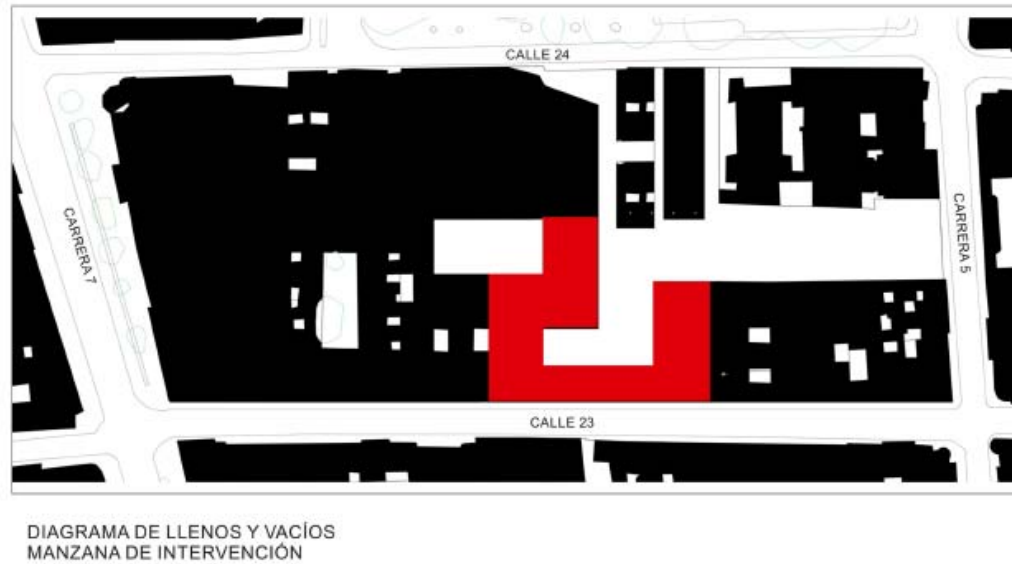 CALLE 24
CARRERA 7
CARRERA 5
CALLE 23
DIAGRAMA DE LLENOS Y VACÍOS
MANZANA DE INTERVENCIÓN